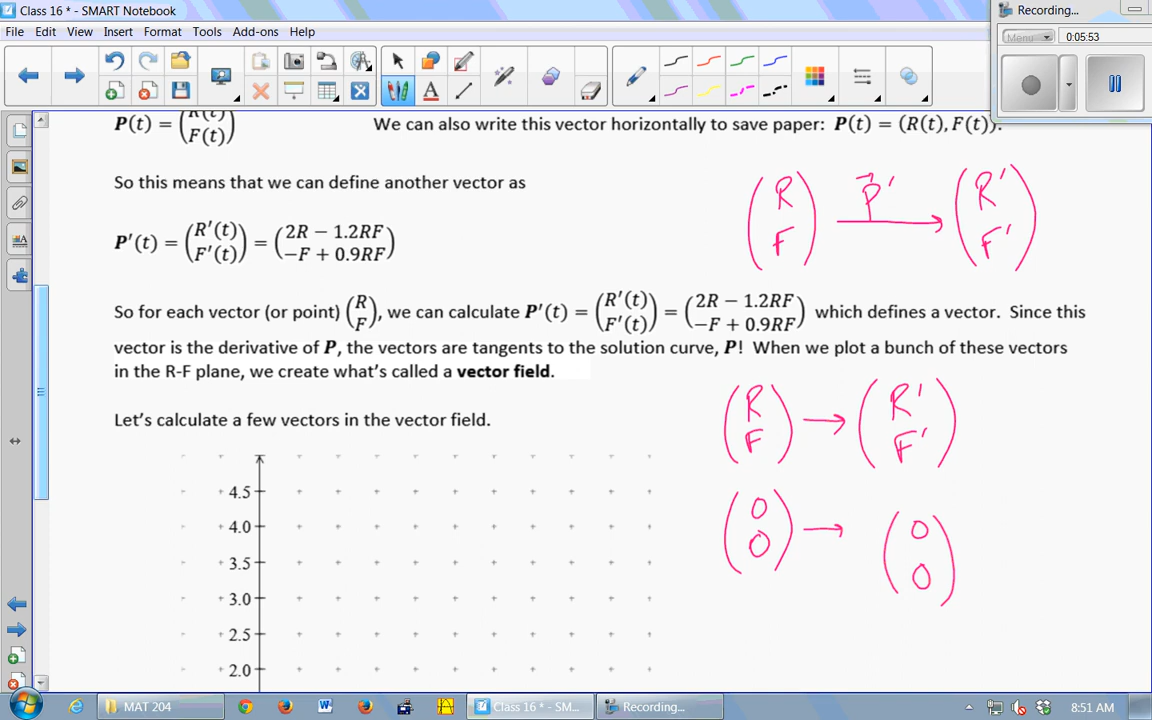 Class 16 * - SMART Notebook
Recording...
File Edit View Insert Format Tools Add-ons Help
Menu
0:05:53
P(t) = (R(t)
F(t))
We can also write this vector horizontally to save paper: P(t) = (R(t), F(t)).
So this means that we can define another vector as
P′(t) = (R′(t) F′(t)) = (2R − 1.2RF −F + 0.9RF)
(R F) P′ → (R′ F′)
So for each vector (or point) (R F), we can calculate P′(t) = (R′(t) F′(t)) = (2R − 1.2RF −F + 0.9RF) which defines a vector. Since this
vector is the derivative of P, the vectors are tangents to the solution curve, P! When we plot a bunch of these vectors
in the R-F plane, we create what's called a vector field.
(R F) → (R′ F′)
Let's calculate a few vectors in the vector field.
(0 0) → (0 0)
4.5
4.0
3.5
3.0
2.5
2.0
MAT 204
Class 16 * - SM...
Recording...
8:51 AM